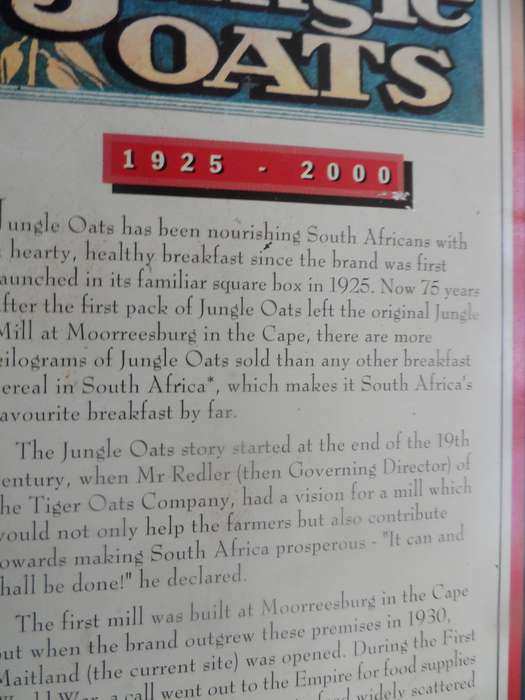 Jungle
OATS
1925 - 2000
Jungle Oats has been nourishing South Africans with
hearty, healthy breakfast since the brand was first
aunched in its familiar square box in 1925. Now 75 years
fter the first pack of Jungle Oats left the original Jungle
Mill at Moorreesburg in the Cape, there are more
kilograms of Jungle Oats sold than any other breakfast
ereal in South Africa*, which makes it South Africa's
avourite breakfast by far.
The Jungle Oats story started at the end of the 19th
entury, when Mr Redler (then Governing Director) of
he Tiger Oats Company, had a vision for a mill which
would not only help the farmers but also contribute
owards making South Africa prosperous - "It can and
hall be done!" he declared.
The first mill was built at Moorreesburg in the Cape
but when the brand outgrew these premises in 1930,
Maitland (the current site) was opened. During the First
War, a call went out to the Empire for food supplies
widely scattered